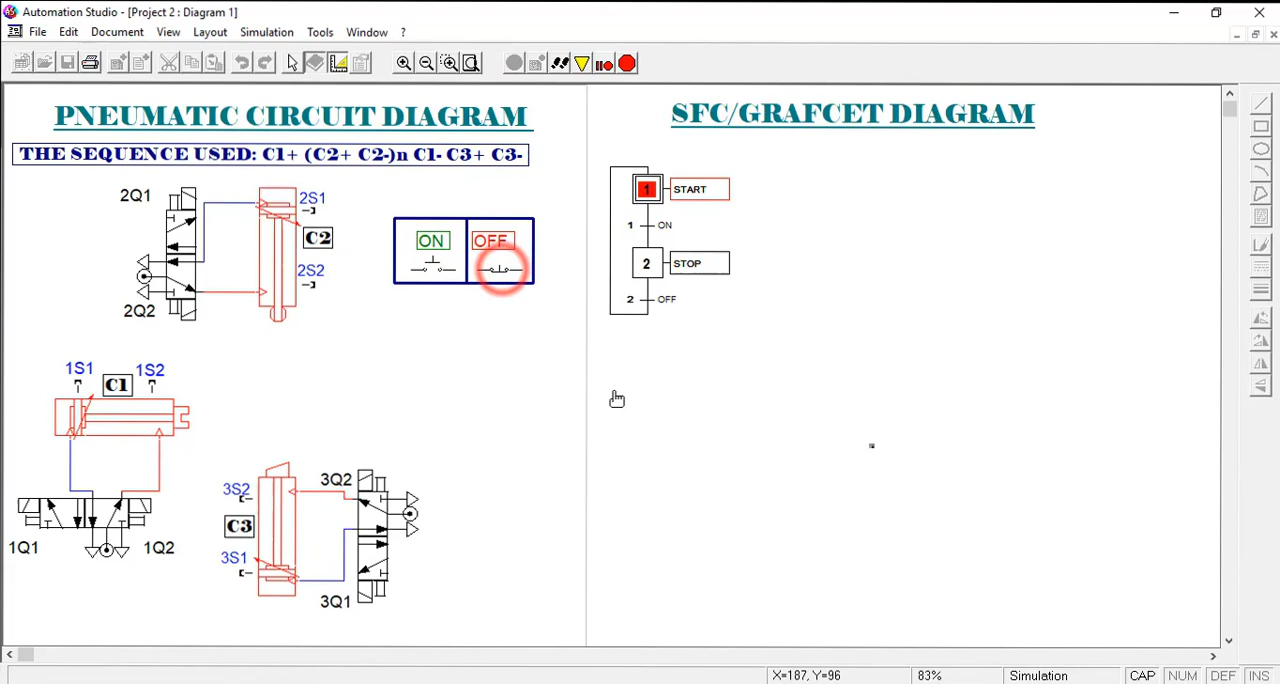 Automation Studio - [Project 2 : Diagram 1]
File Edit Document View Layout Simulation Tools Window ?
PNEUMATIC CIRCUIT DIAGRAM
THE SEQUENCE USED: C1+ (C2+ C2-)n C1- C3+ C3-
2Q1
2S1
C2
2S2
2Q2
ON OFF
1S1 1S2
C1
1Q1 1Q2
3S2 3Q2
C3
3S1
3Q1
SFC/GRAFCET DIAGRAM
1 START
1 ON
2 STOP
2 OFF
X=187, Y=96 83% Simulation CAP NUM DEF INS